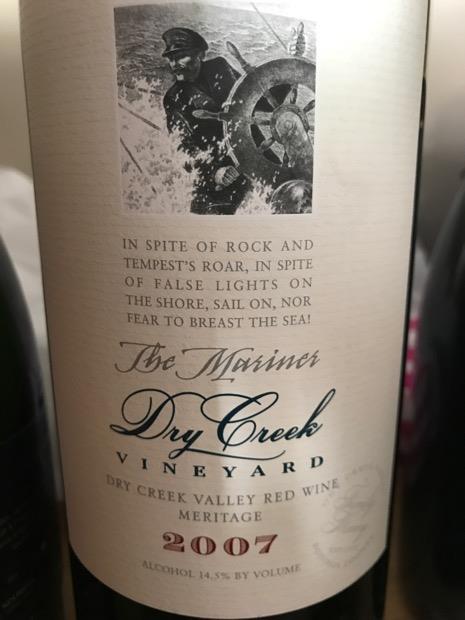 IN SPITE OF ROCK AND
TEMPEST'S ROAR, IN SPITE
OF FALSE LIGHTS ON
THE SHORE, SAIL ON, NOR
FEAR TO BREAST THE SEA!
The Mariner
Dry Creek
VINEYARD
DRY CREEK VALLEY RED WINE
MERITAGE
2007
ALCOHOL 14.5% BY VOLUME